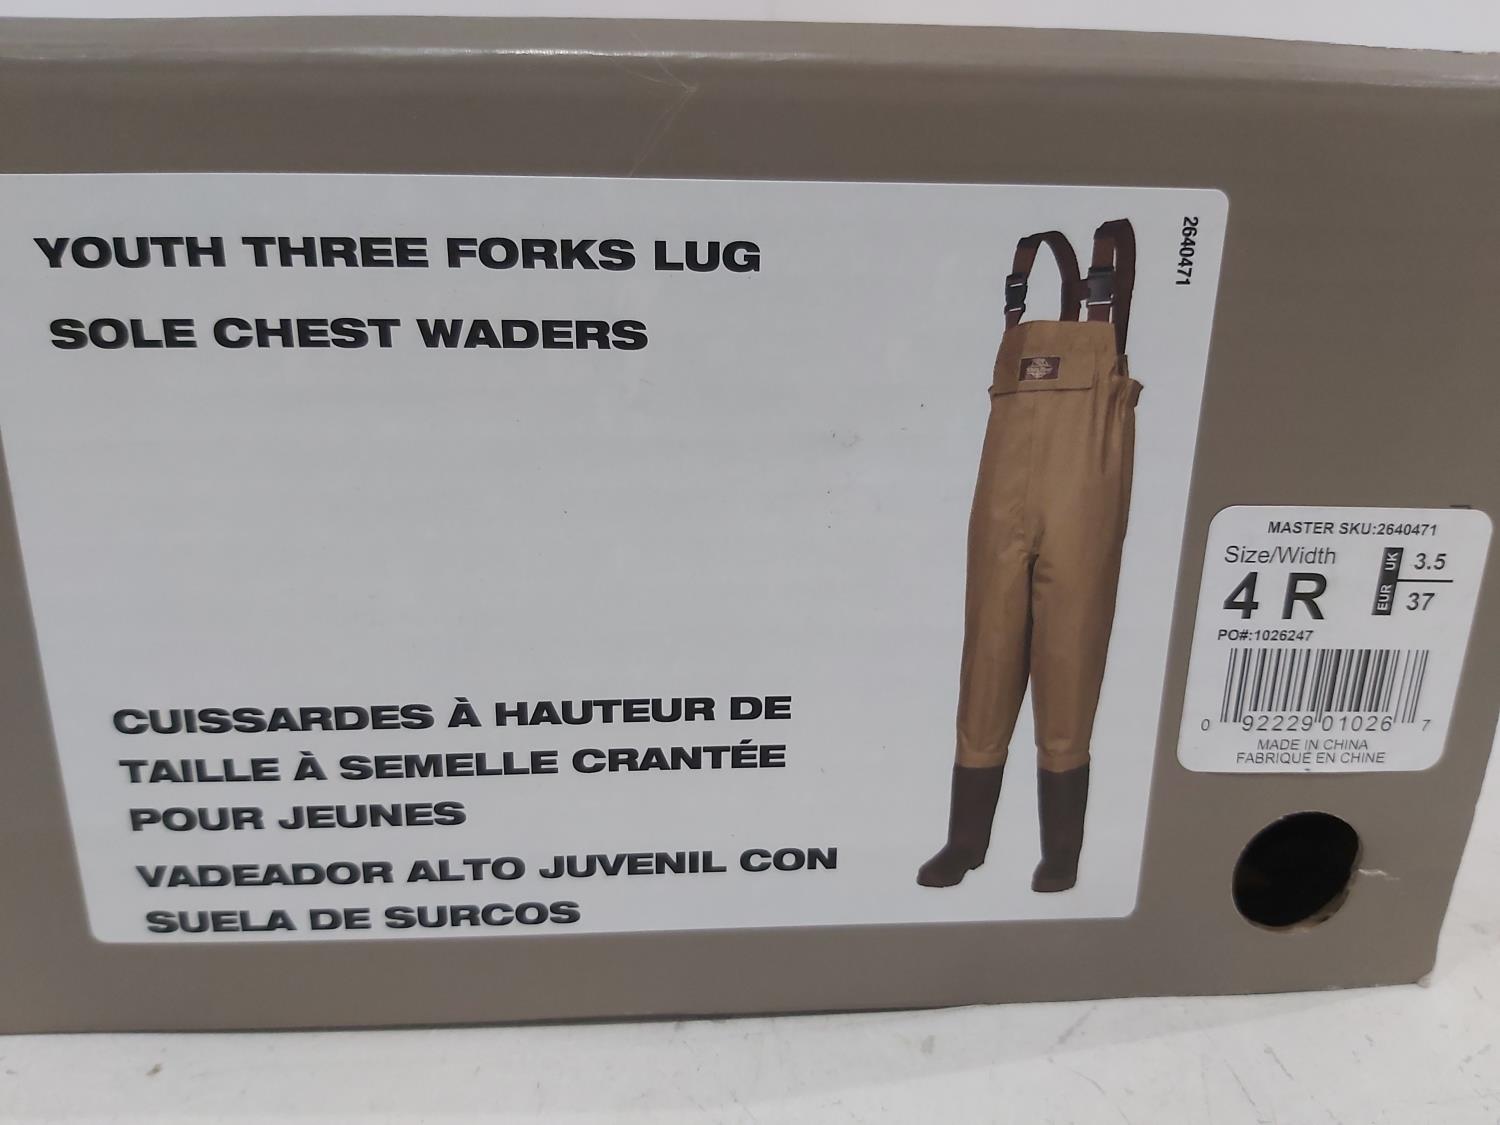 YOUTH THREE FORKS LUG
SOLE CHEST WADERS
2640471
CUISSARDES À HAUTEUR DE
TAILLE À SEMELLE CRANTÉE
POUR JEUNES
VADEADOR ALTO JUVENIL CON
SUELA DE SURCOS
MASTER SKU:2640471
Size/Width
4 R
UK 3.5
EUR 37
PO#:1026247
0 92229 01026 7
MADE IN CHINA
FABRIQUÉ EN CHINE